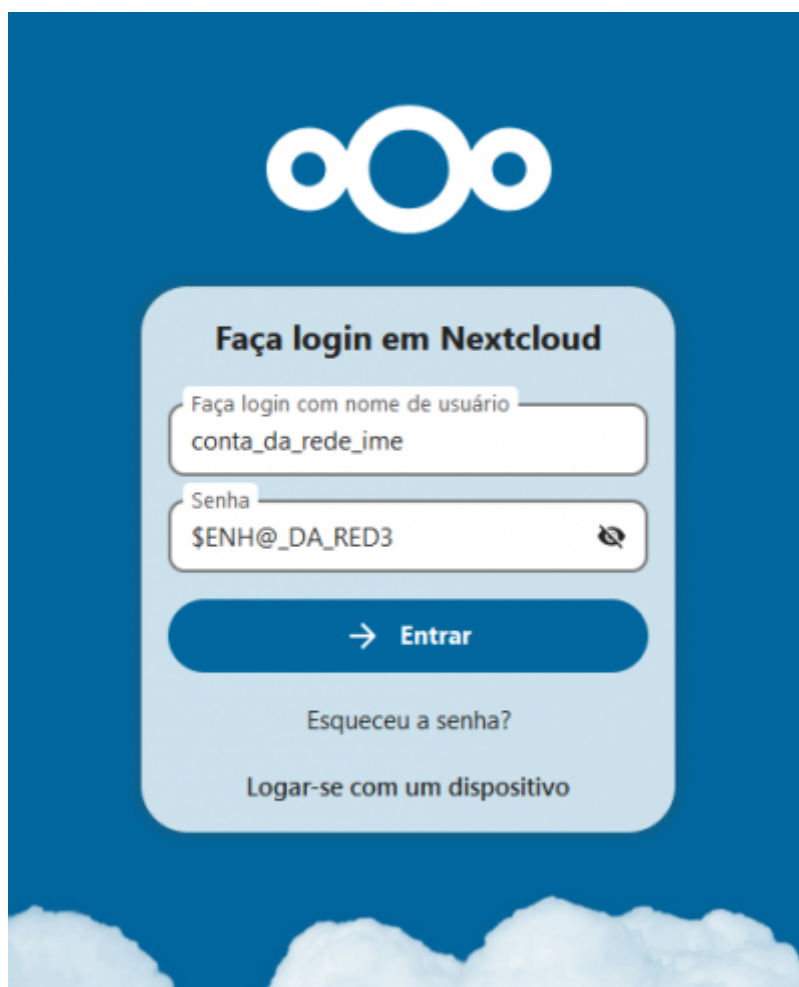 Faça login em Nextcloud
Faça login com nome de usuário
conta_da_rede_ime
Senha
$ENH@_DA_RED3
Entrar
Esqueceu a senha?
Logar-se com um dispositivo